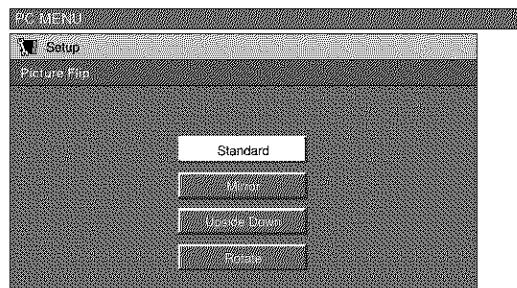 PC MENU
Setup
Picture Flip
Standard
Mirror
Upside Down
Rotate